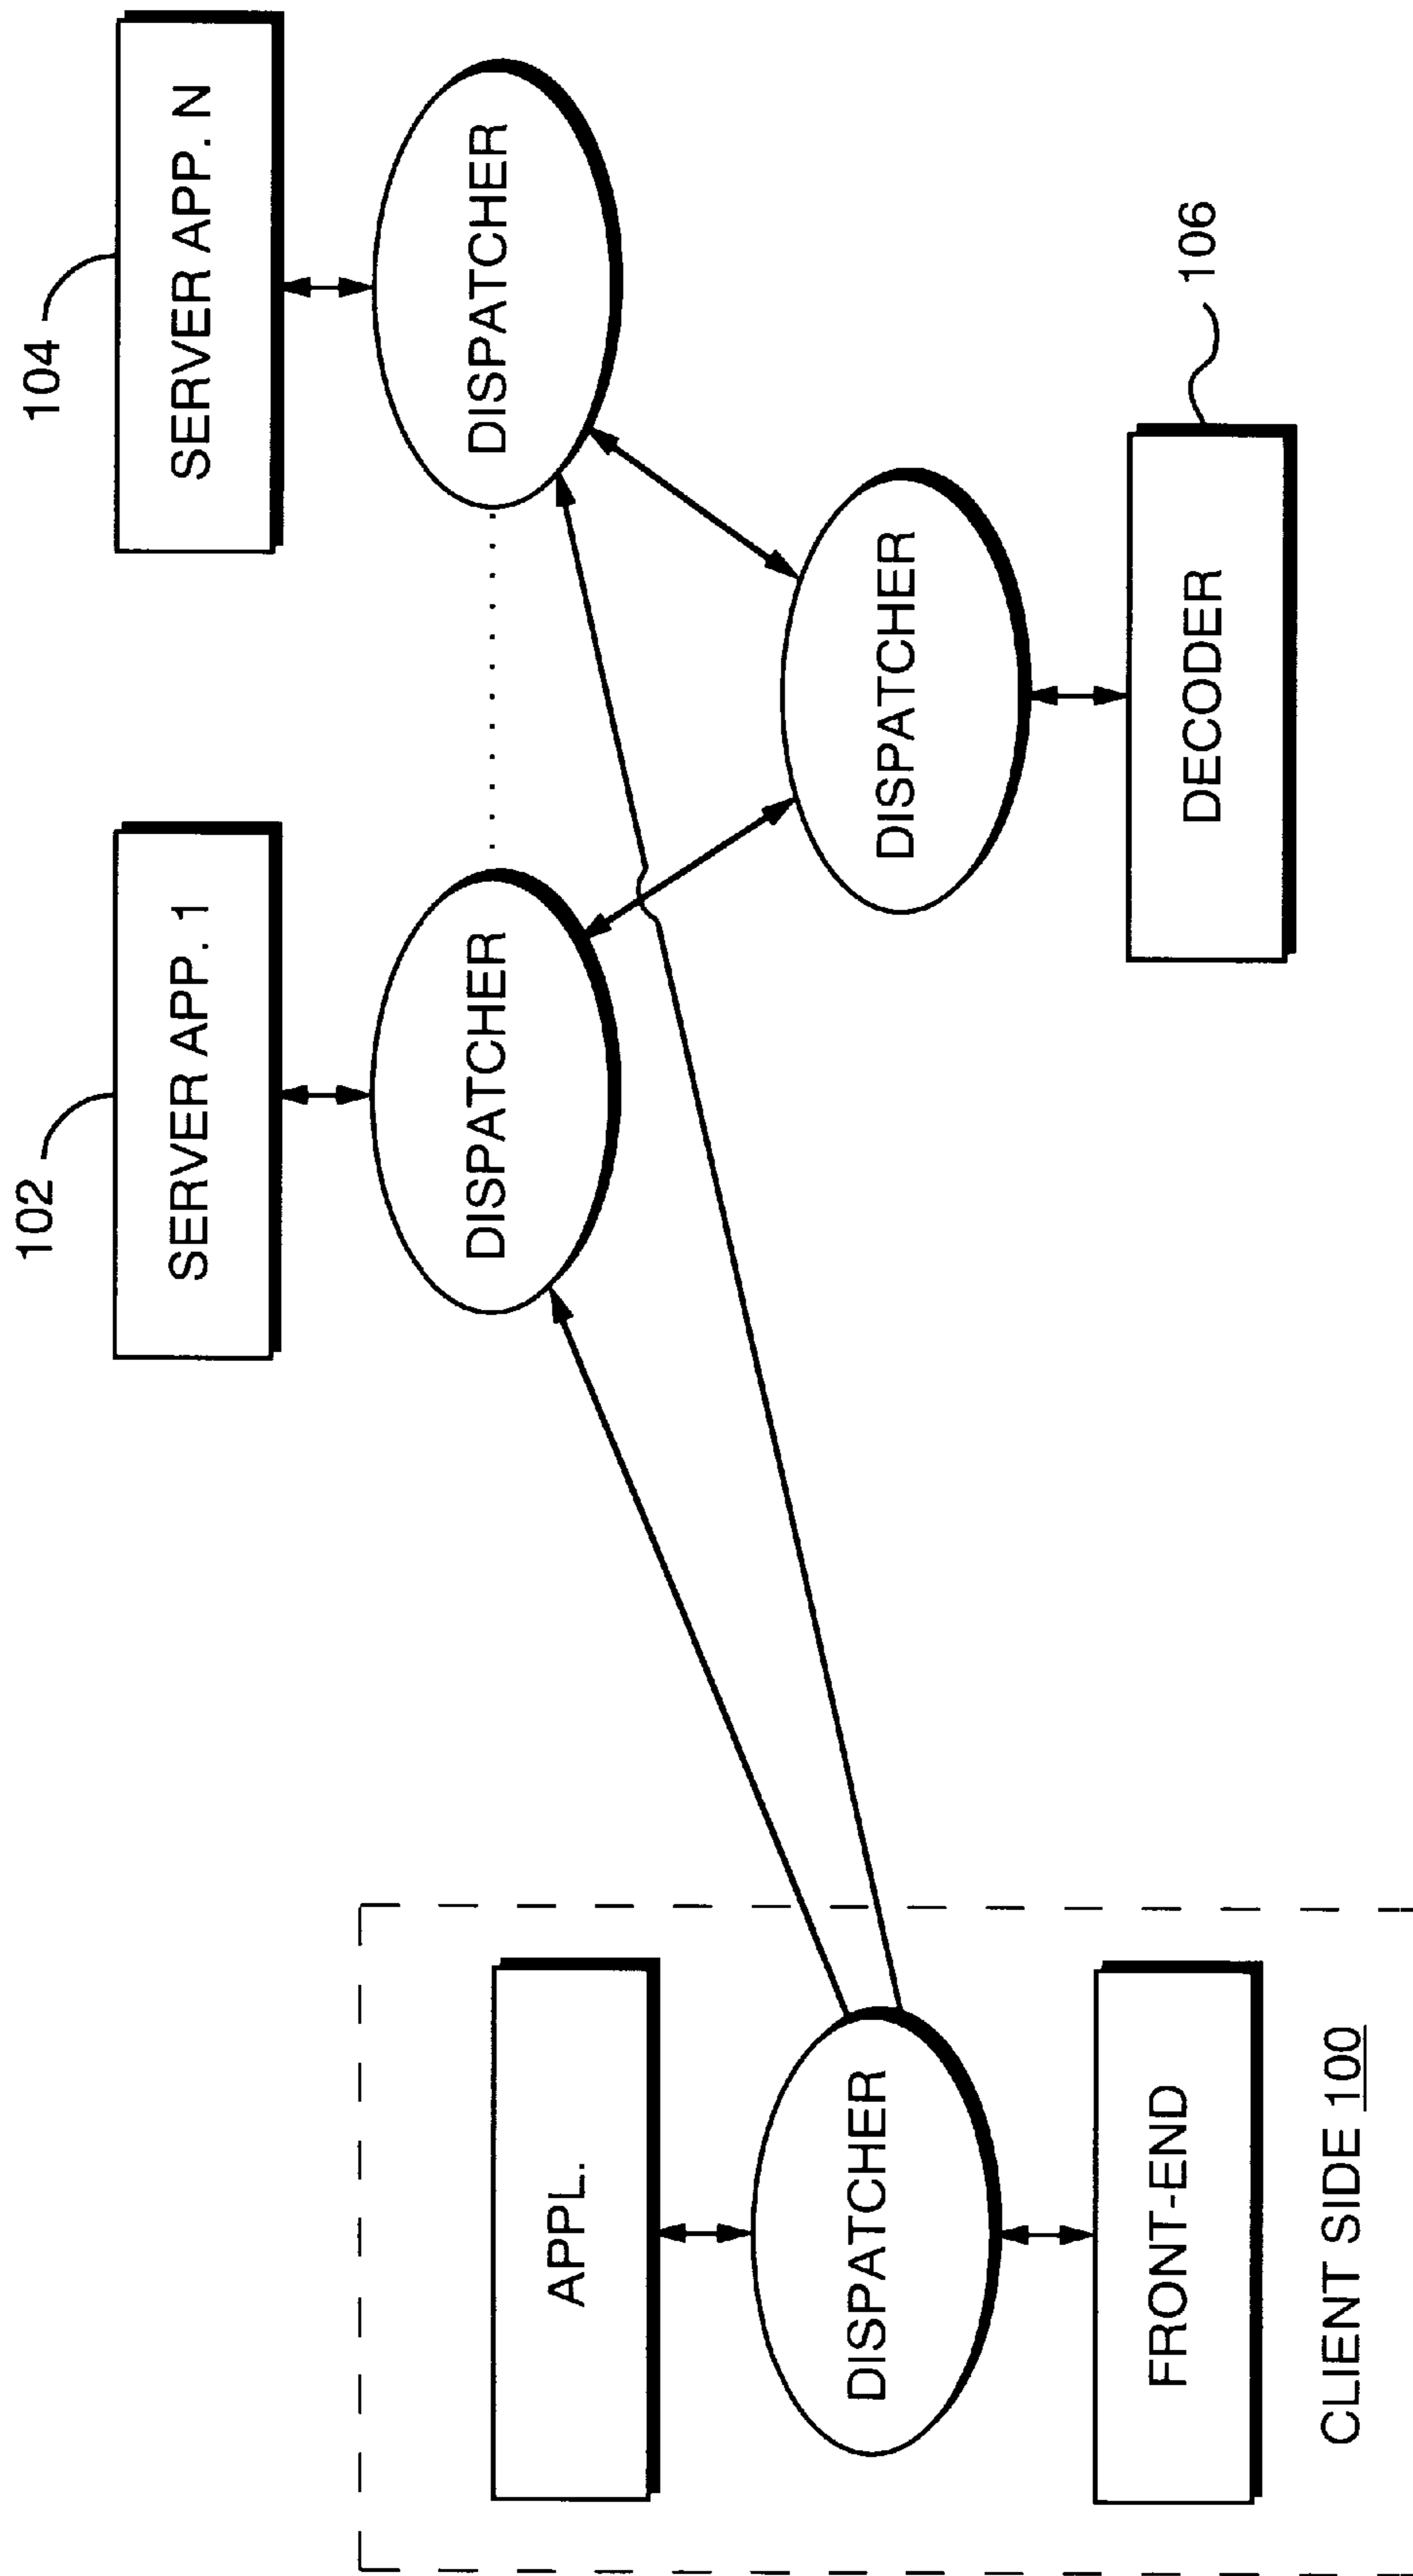 102
104
SERVER APP. 1
SERVER APP. N
DISPATCHER
DISPATCHER
APPL.
DISPATCHER
DISPATCHER
FRONT-END
DECODER
106
CLIENT SIDE 100